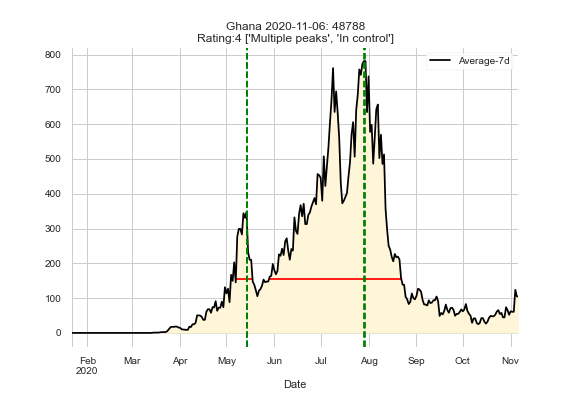 Ghana 2020-11-06: 48788
Rating:4 ['Multiple peaks', 'In control']
Average-7d
800
700
600
500
400
300
200
100
0
Feb Mar Apr May Jun Jul Aug Sep Oct Nov
2020
Date